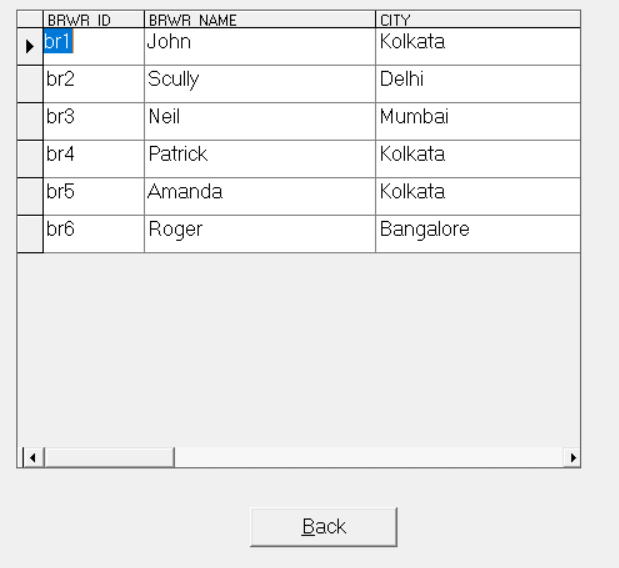 BRWR_ID BRWR_NAME CITY
br1 John Kolkata
br2 Scully Delhi
br3 Neil Mumbai
br4 Patrick Kolkata
br5 Amanda Kolkata
br6 Roger Bangalore
Back